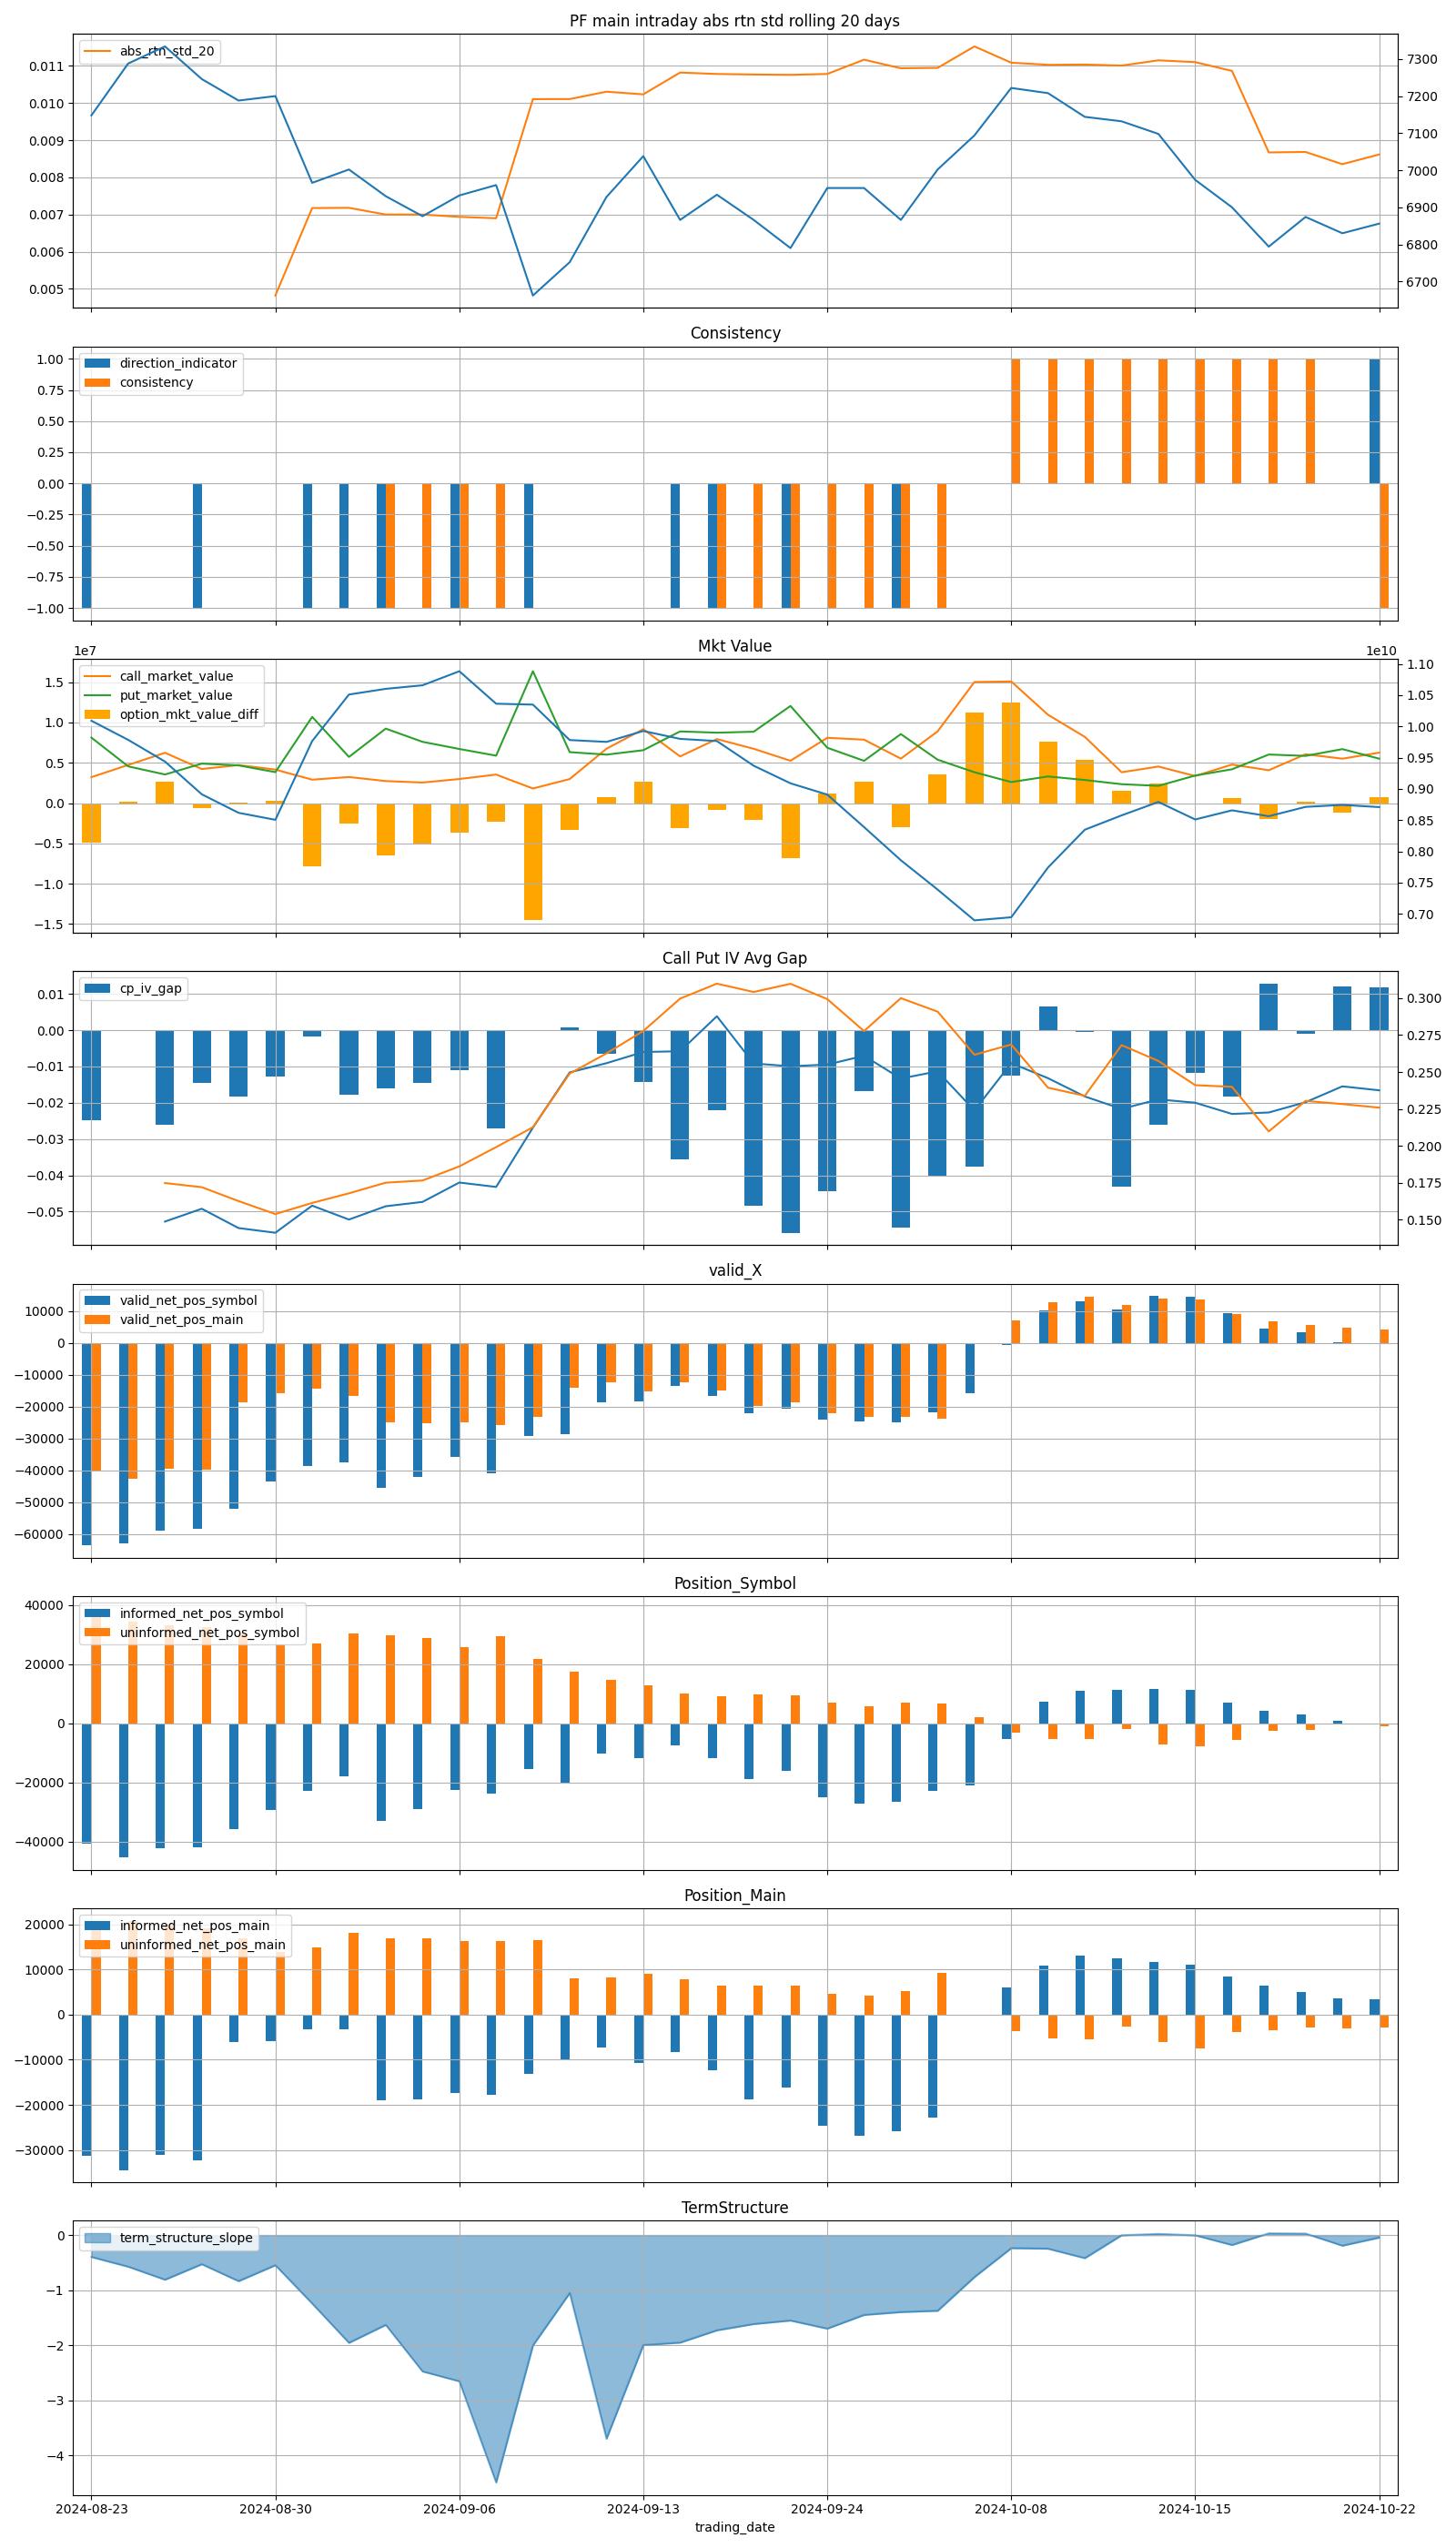 PF main intraday abs rtn std rolling 20 days
abs_rtn_std_20
0.011
0.010
0.009
0.008
0.007
0.006
0.005
7300
7200
7100
7000
6900
6800
6700
Consistency
direction_indicator
consistency
1.00
0.75
0.50
0.25
0.00
−0.25
−0.50
−0.75
−1.00
Mkt Value
1e7
1e10
call_market_value
put_market_value
option_mkt_value_diff
1.5
1.0
0.5
0.0
−0.5
−1.0
−1.5
1.10
1.05
1.00
0.95
0.90
0.85
0.80
0.75
0.70
Call Put IV Avg Gap
cp_iv_gap
0.01
0.00
−0.01
−0.02
−0.03
−0.04
−0.05
0.300
0.275
0.250
0.225
0.200
0.175
0.150
valid_X
valid_net_pos_symbol
valid_net_pos_main
10000
0
−10000
−20000
−30000
−40000
−50000
−60000
Position_Symbol
informed_net_pos_symbol
uninformed_net_pos_symbol
40000
20000
0
−20000
−40000
Position_Main
informed_net_pos_main
uninformed_net_pos_main
20000
10000
0
−10000
−20000
−30000
TermStructure
term_structure_slope
0
−1
−2
−3
−4
2024-08-23 2024-08-30 2024-09-06 2024-09-13 2024-09-24 2024-10-08 2024-10-15 2024-10-22
trading_date